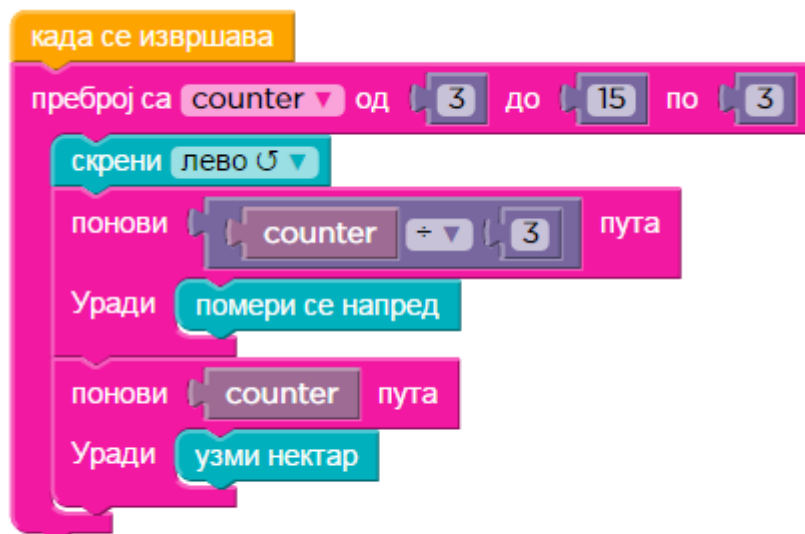 када се извршава
преброј са counter ▼ од 3 до 15 по 3
скрени лево ↺ ▼
понови counter ÷ ▼ 3 пута
Уради помери се напред
понови counter пута
Уради узми нектар